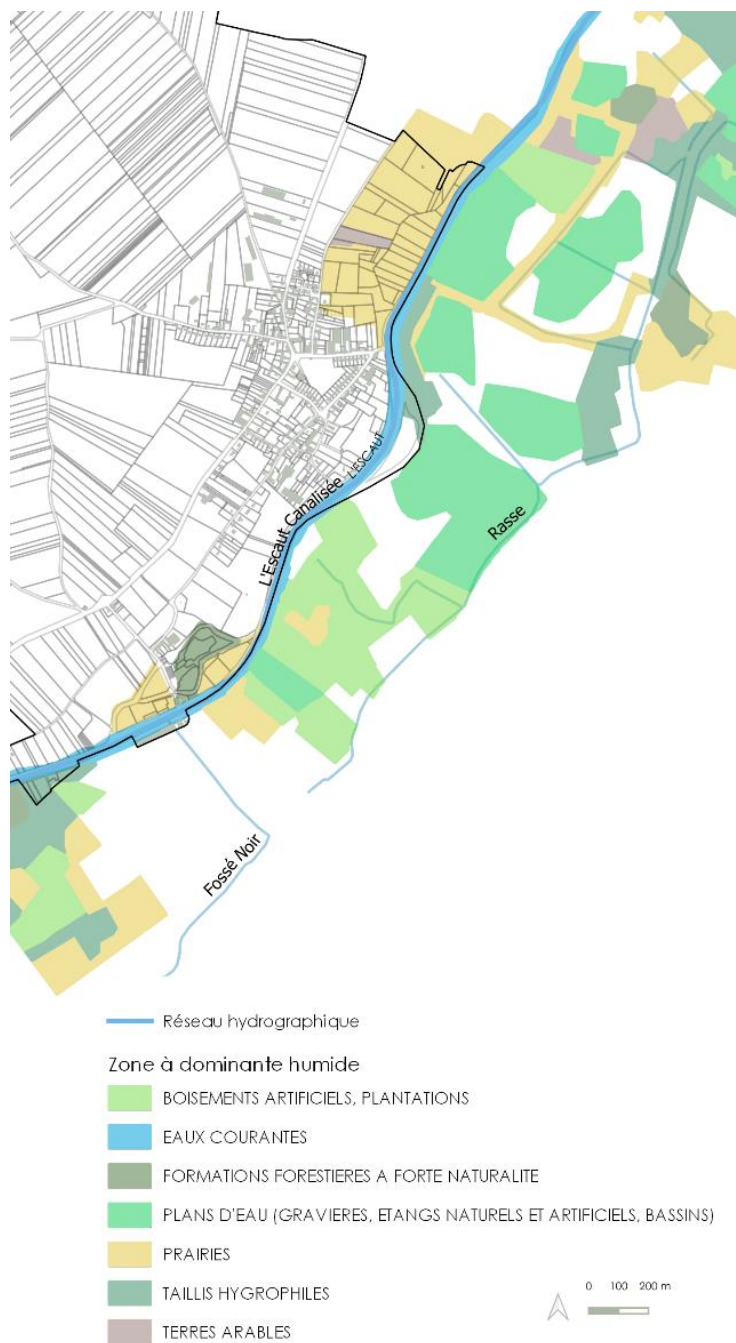 L'ESCAUT
L'Escaut Canalisée
Rasse
Fossé Noir
Réseau hydrographique
Zone à dominante humide
BOISEMENTS ARTIFICIELS, PLANTATIONS
EAUX COURANTES
FORMATIONS FORESTIERES A FORTE NATURALITE
PLANS D'EAU (GRAVIERES, ETANGS NATURELS ET ARTIFICIELS, BASSINS)
PRAIRIES
TAILLIS HYGROPHILES
TERRES ARABLES
0 100 200 m